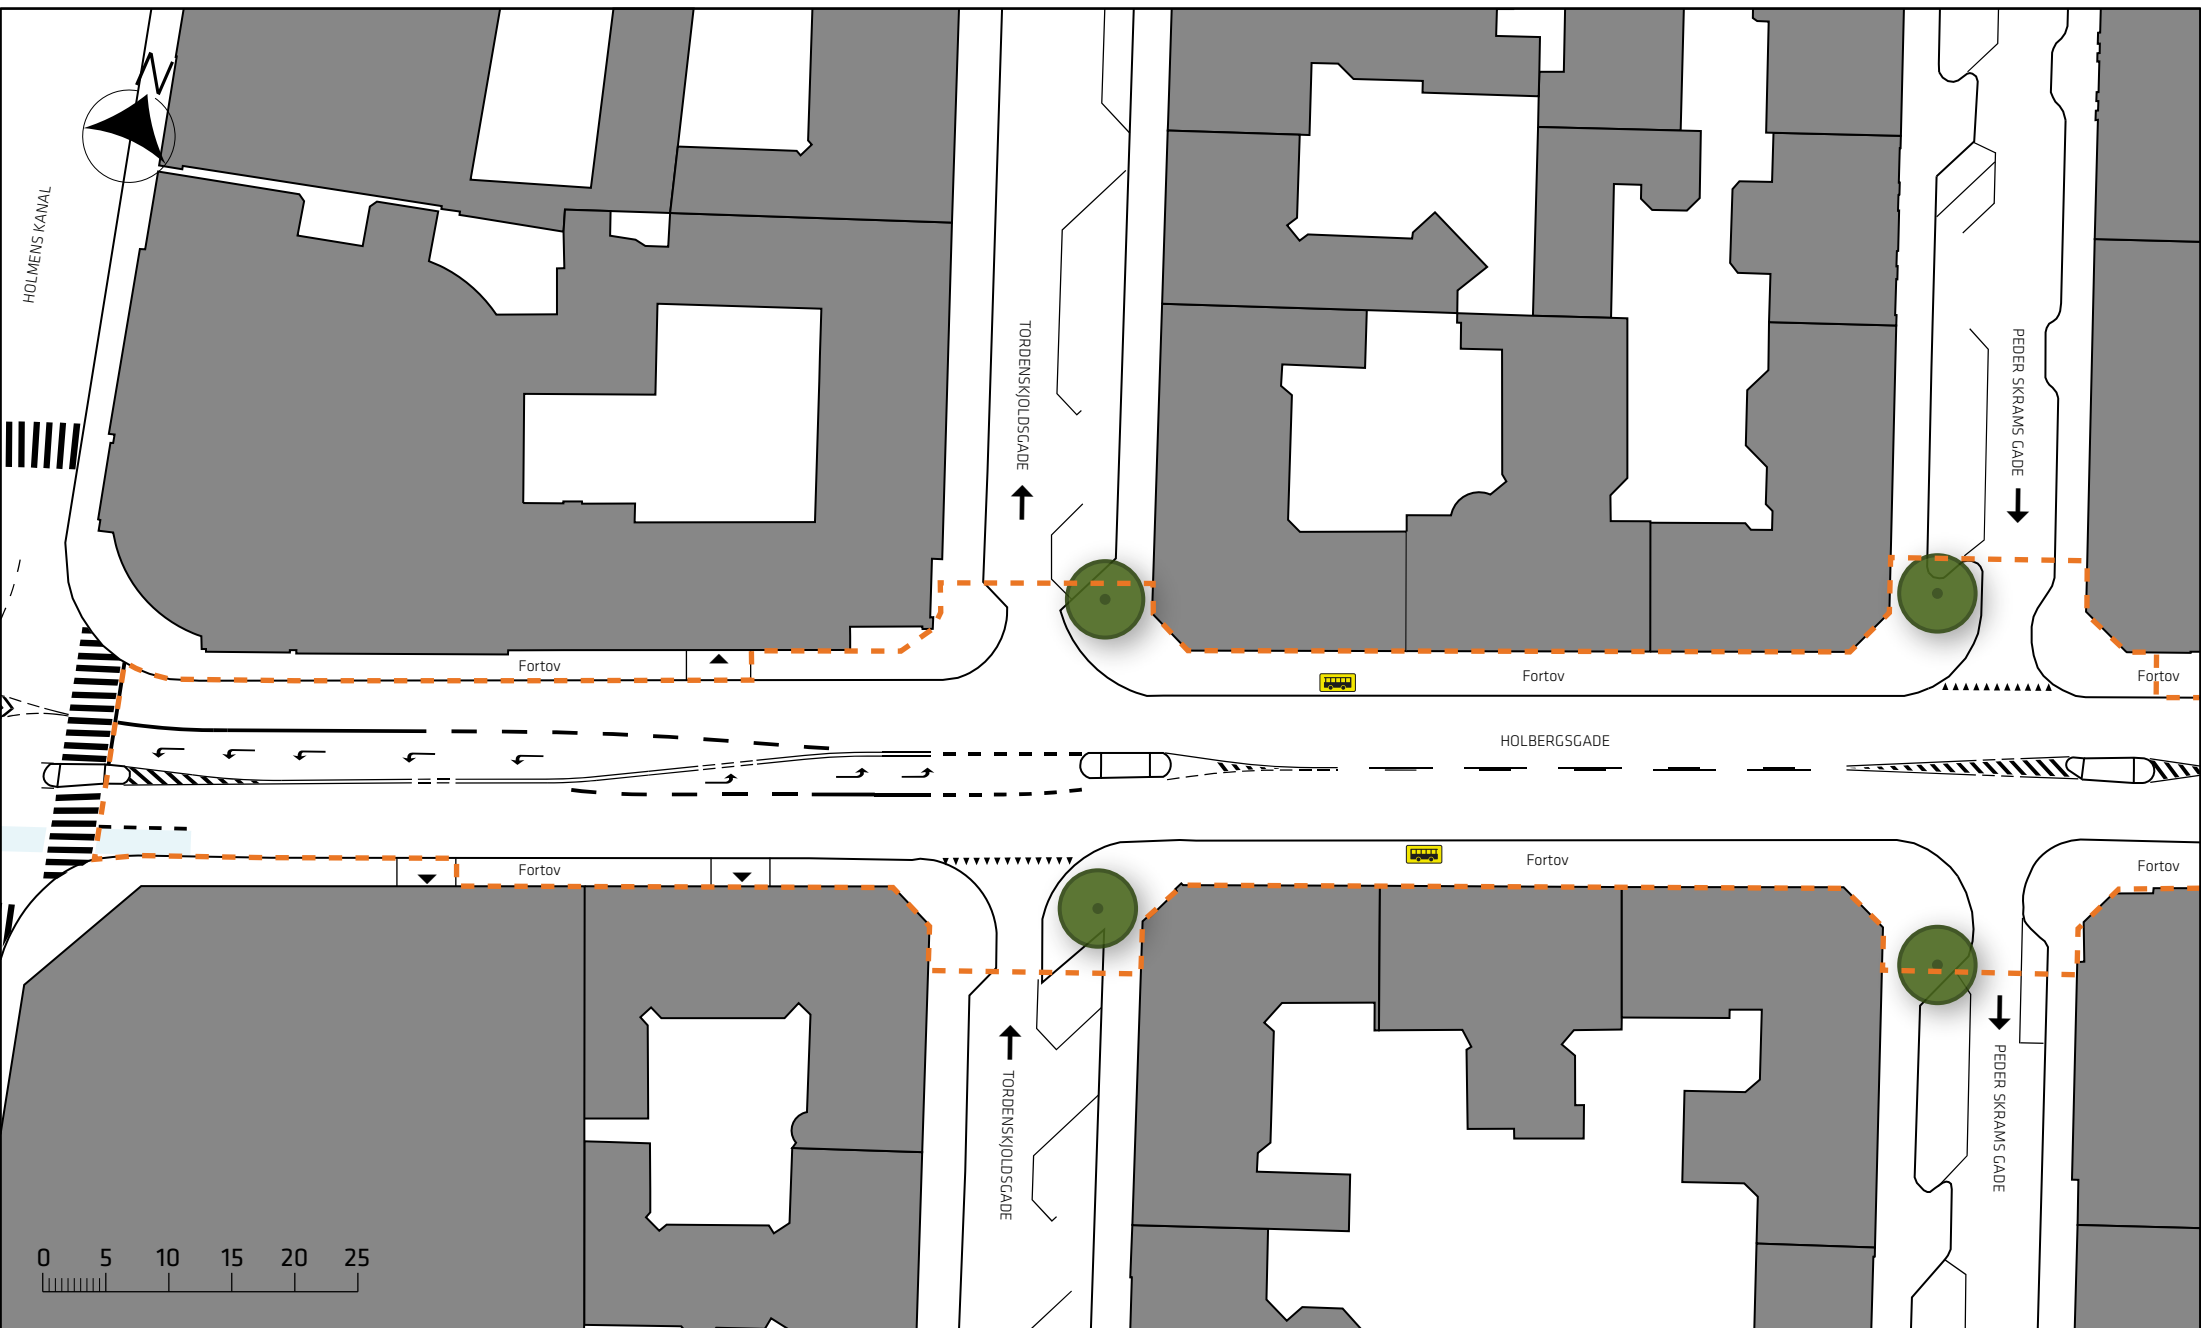 N
HOLMENS KANAL
TORDENSKJOLDSGADE
PEDER SKRAMS GADE
Fortov
Fortov
Fortov
HOLBERGSGADE
Fortov
Fortov
Fortov
TORDENSKJOLDSGADE
PEDER SKRAMS GADE
0 5 10 15 20 25